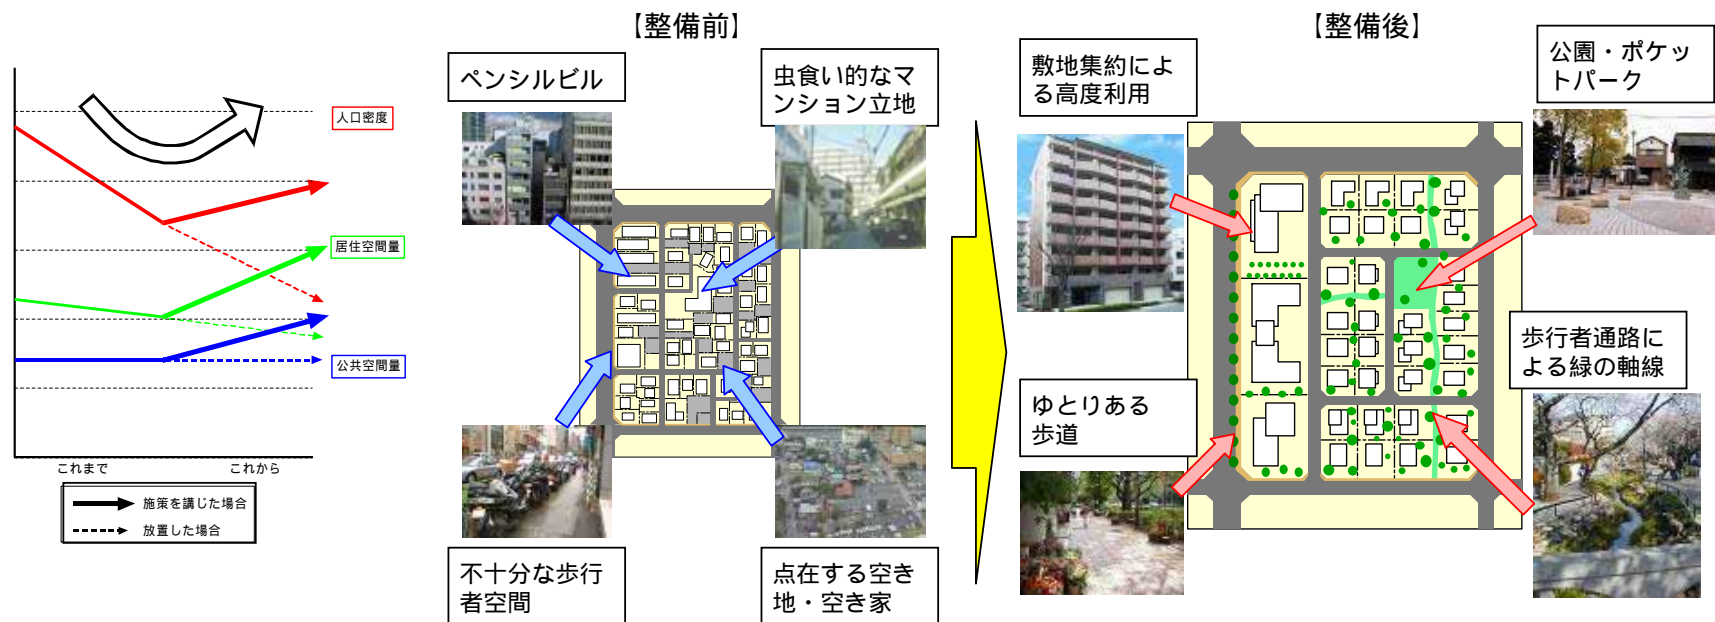 【整備前】
【整備後】
人口密度
居住空間量
公共空間量
これまで
これから
施策を講じた場合
放置した場合
ペンシルビル
虫食い的なマ
ンション立地
不十分な歩行
者空間
点在する空き
地・空き家
敷地集約によ
る高度利用
公園・ポケッ
トパーク
ゆとりある
歩道
歩行者通路に
よる緑の軸線